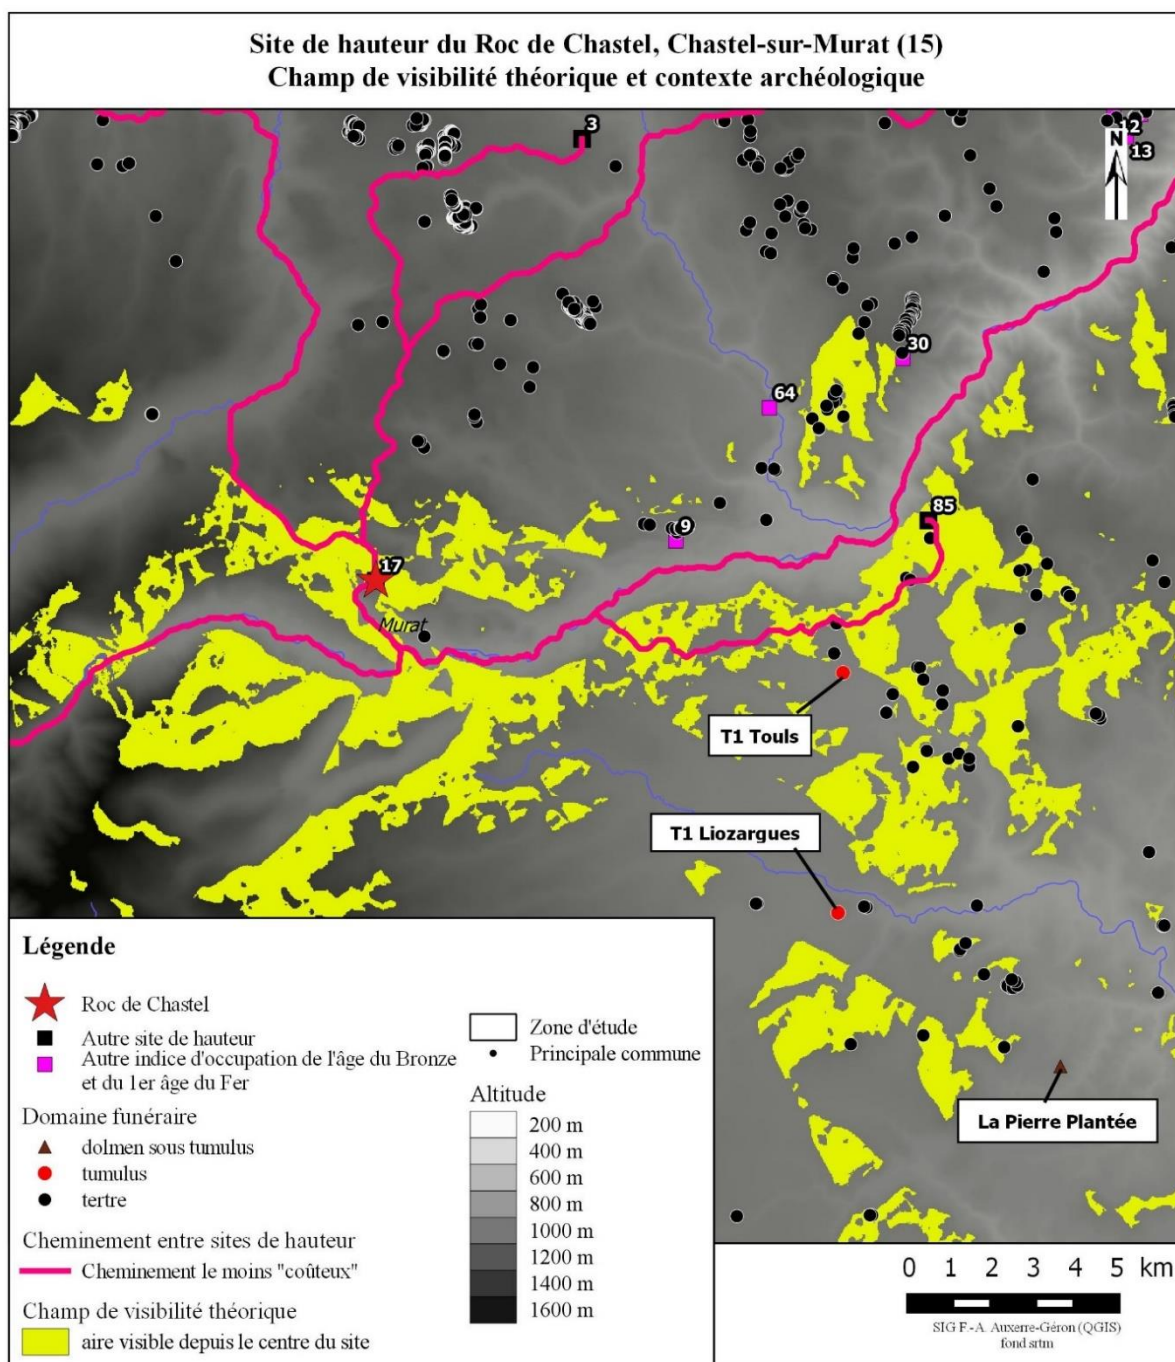 Site de hauteur du Roc de Chastel, Chastel-sur-Murat (15)
Champ de visibilité théorique et contexte archéologique
3
12
13
N
30
64
85
9
17
Murat
T1 Touls
T1 Liozargues
La Pierre Plantée
Légende
Roc de Chastel
Autre site de hauteur
Autre indice d'occupation de l'âge du Bronze
et du 1er âge du Fer
Domaine funéraire
dolmen sous tumulus
tumulus
tertre
Cheminement entre sites de hauteur
Cheminement le moins "coûteux"
Champ de visibilité théorique
aire visible depuis le centre du site
Zone d'étude
Principale commune
Altitude
200 m
400 m
600 m
800 m
1000 m
1200 m
1400 m
1600 m
0 1 2 3 4 5 km
SIG F.-A. Auxerre-Géron (QGIS)
fond srtm